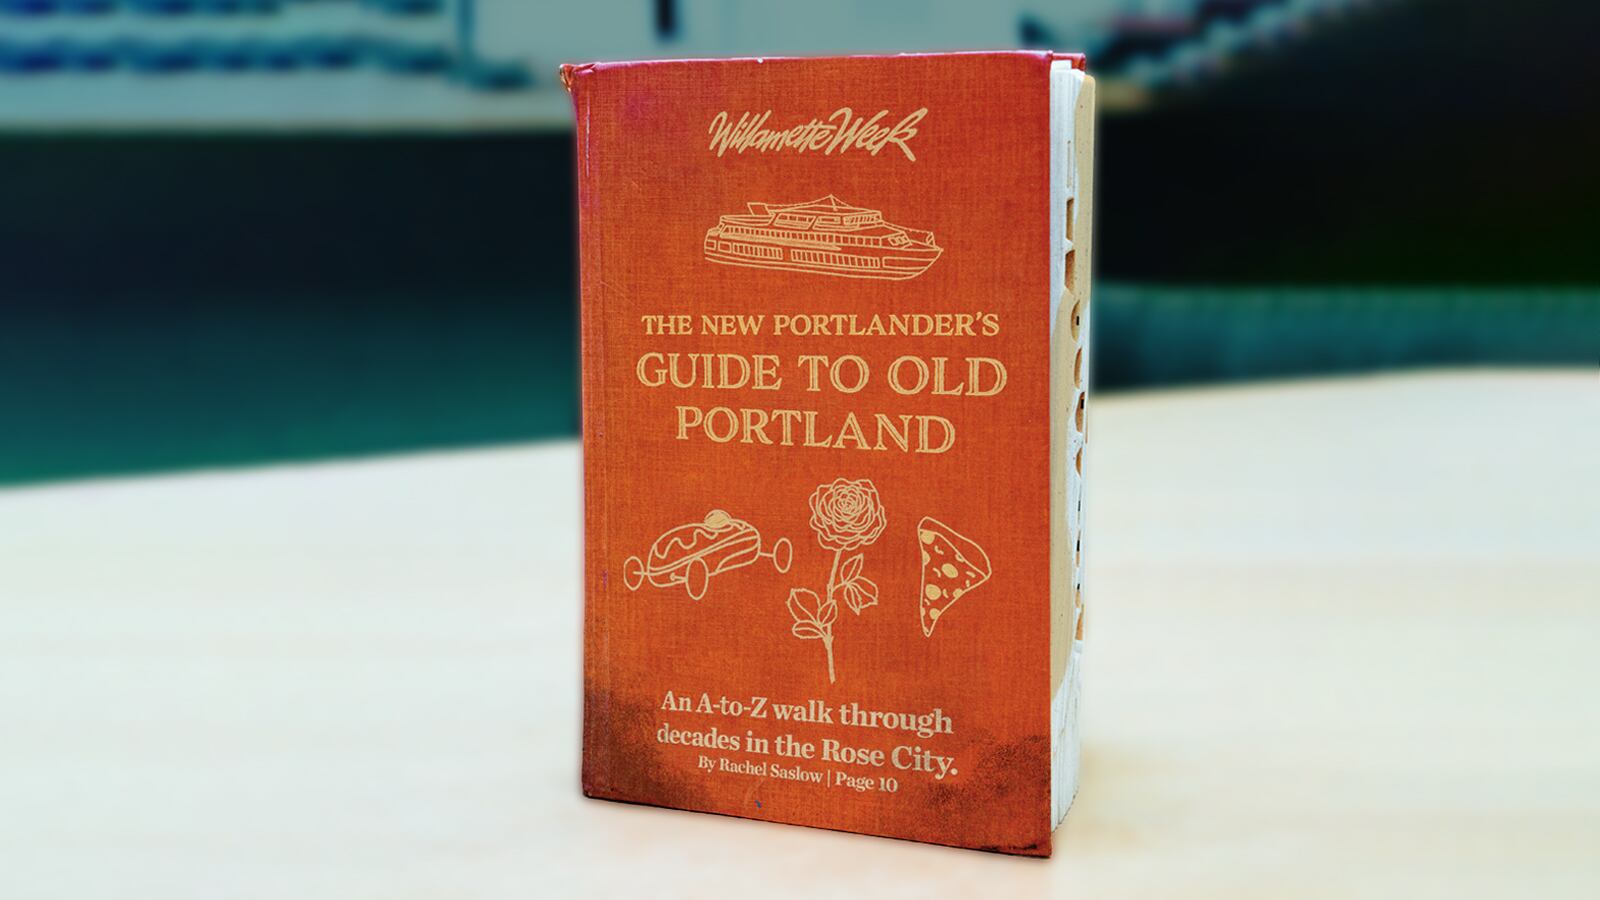 Willamette Week
THE NEW PORTLANDER'S
GUIDE TO OLD
PORTLAND
An A-to-Z walk through
decades in the Rose City.
By Rachel Saslow | Page 10